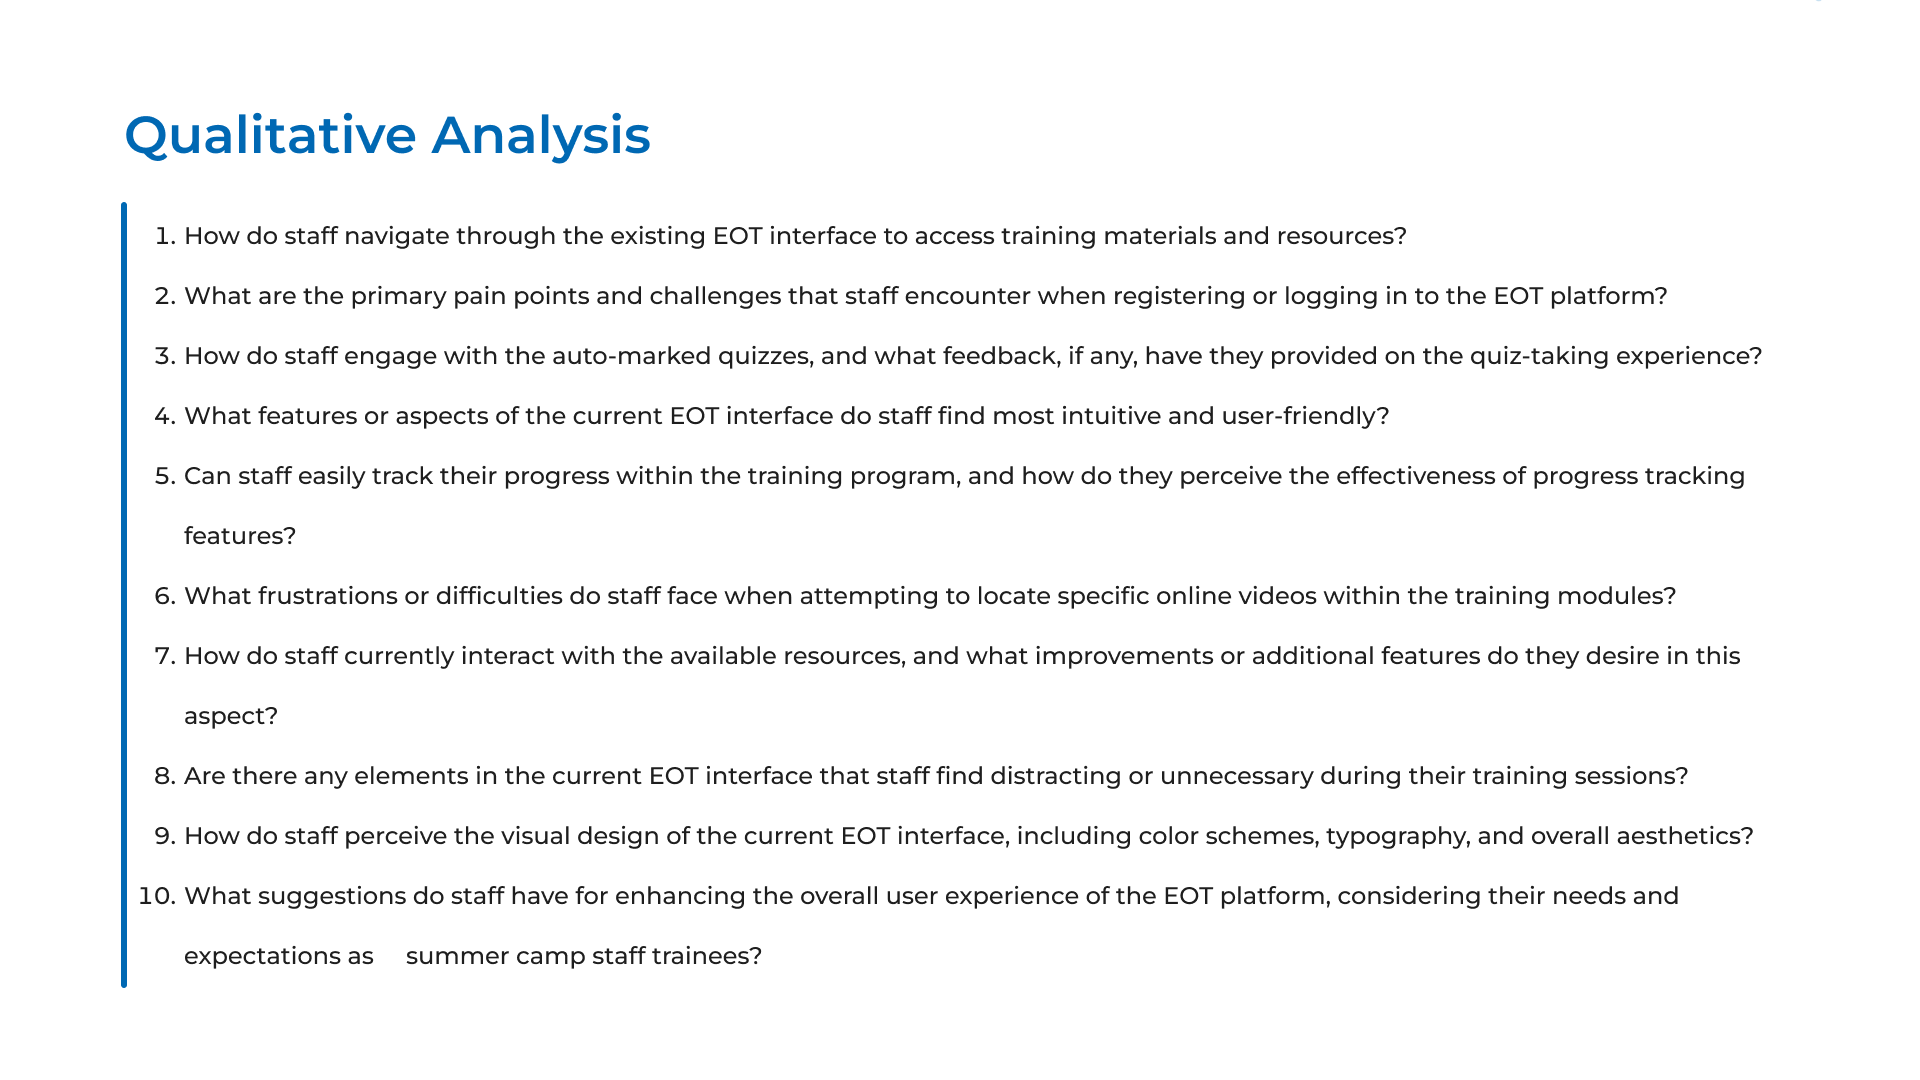 Qualitative Analysis
1. How do staff navigate through the existing EOT interface to access training materials and resources?
2. What are the primary pain points and challenges that staff encounter when registering or logging in to the EOT platform?
3. How do staff engage with the auto-marked quizzes, and what feedback, if any, have they provided on the quiz-taking experience?
4. What features or aspects of the current EOT interface do staff find most intuitive and user-friendly?
5. Can staff easily track their progress within the training program, and how do they perceive the effectiveness of progress tracking
features?
6. What frustrations or difficulties do staff face when attempting to locate specific online videos within the training modules?
7. How do staff currently interact with the available resources, and what improvements or additional features do they desire in this
aspect?
8. Are there any elements in the current EOT interface that staff find distracting or unnecessary during their training sessions?
9. How do staff perceive the visual design of the current EOT interface, including color schemes, typography, and overall aesthetics?
10. What suggestions do staff have for enhancing the overall user experience of the EOT platform, considering their needs and
expectations as    summer camp staff trainees?